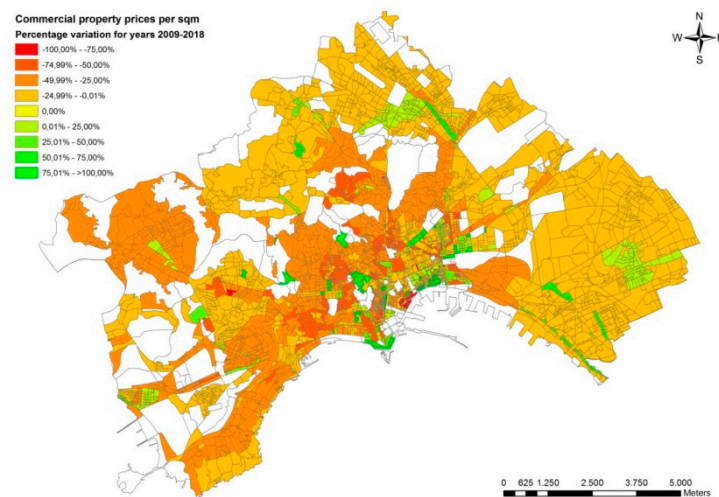 Commercial property prices per sqm
Percentage variation for years 2009-2018
-100,00% - -75,00%
-74,99% - -50,00%
-49,99% - -25,00%
-24,99% - -0,01%
0,00%
0,01% - 25,00%
25,01% - 50,00%
50,01% - 75,00%
75,01% - >100,00%
N
W E
S
0 625 1.250 2.500 3.750 5.000
Meters